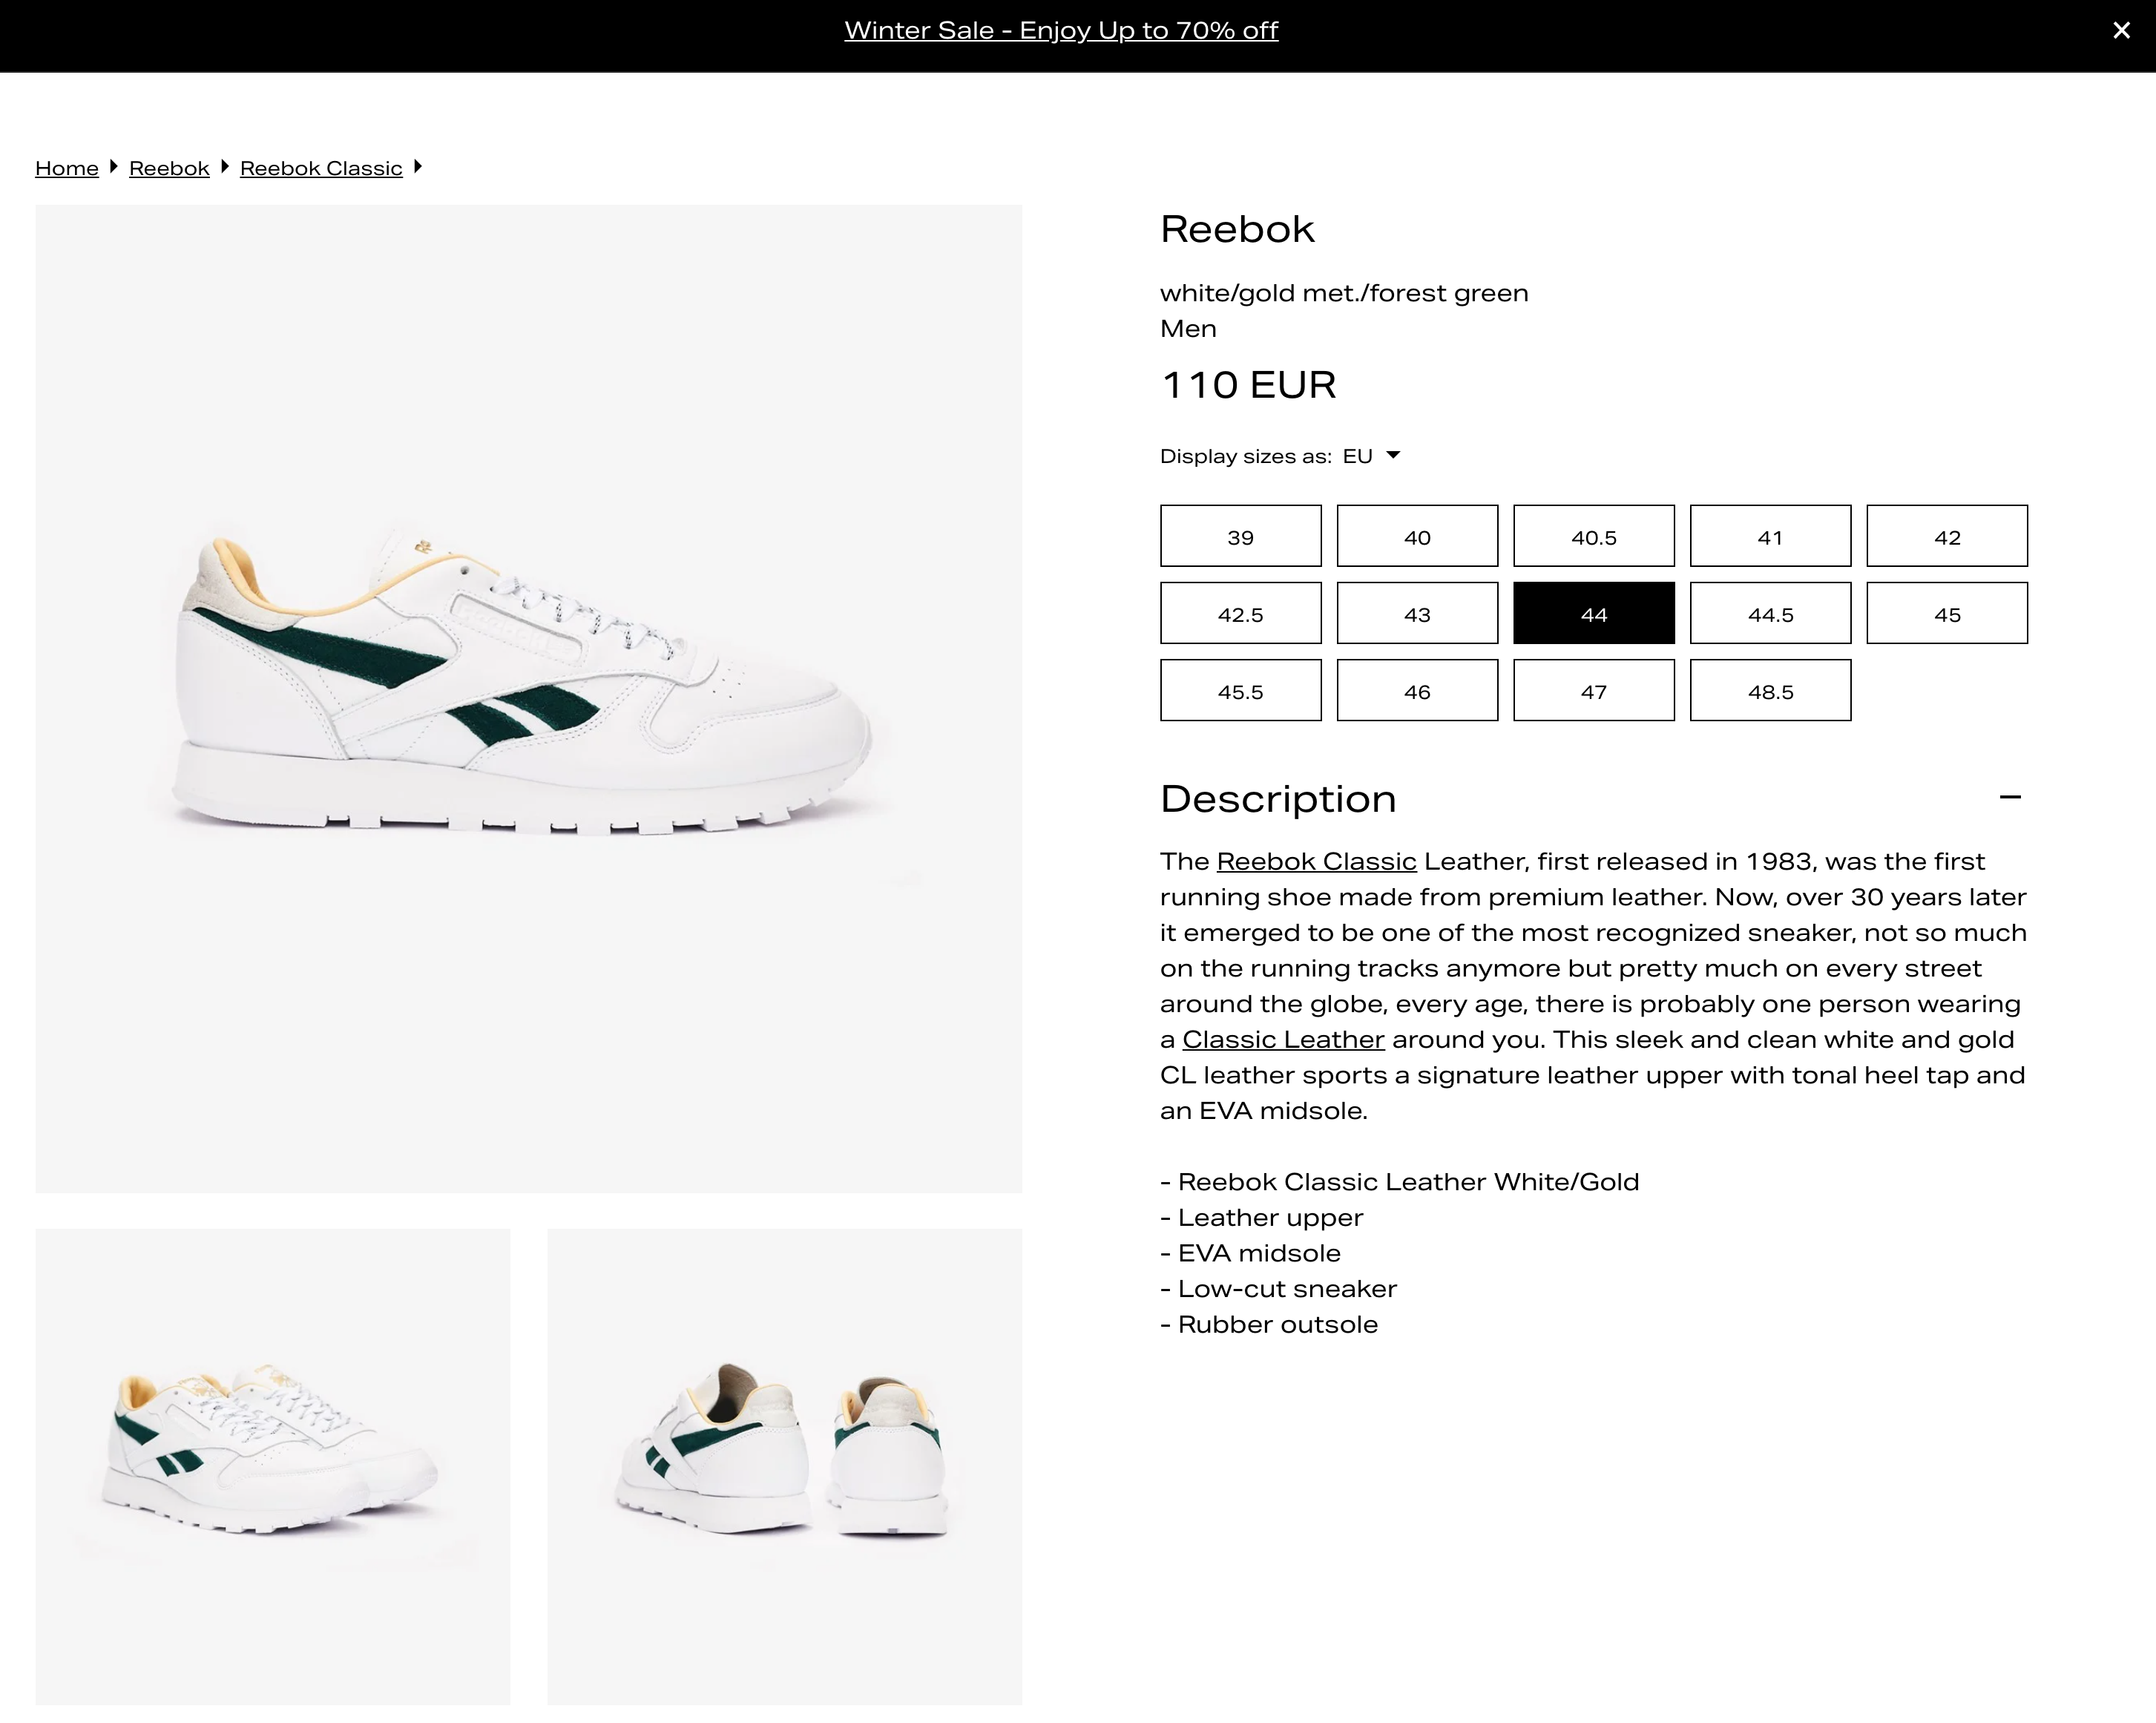 Winter Sale - Enjoy Up to 70% off
Home
Reebok
Reebok Classic
Reebok
white/gold met./forest green
Men
110 EUR
Display sizes as: EU
39 40 40.5 41 42
42.5 43 44 44.5 45
45.5 46 47 48.5
Description
The Reebok Classic Leather, first released in 1983, was the first
running shoe made from premium leather. Now, over 30 years later
it emerged to be one of the most recognized sneaker, not so much
on the running tracks anymore but pretty much on every street
around the globe, every age, there is probably one person wearing
a Classic Leather around you. This sleek and clean white and gold
CL leather sports a signature leather upper with tonal heel tap and
an EVA midsole.
- Reebok Classic Leather White/Gold
- Leather upper
- EVA midsole
- Low-cut sneaker
- Rubber outsole